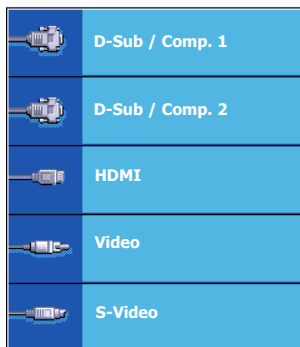 D-Sub / Comp. 1
D-Sub / Comp. 2
HDMI
Video
S-Video